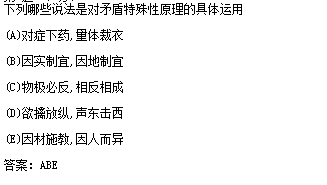 下列哪些说法是对矛盾特殊性原理的具体运用
(A)对症下药,量体裁衣
(B)因实制宜,因地制宜
(C)物极必反,相反相成
(D)欲擒放纵,声东击西
(E)因材施教,因人而异
答案: ABE